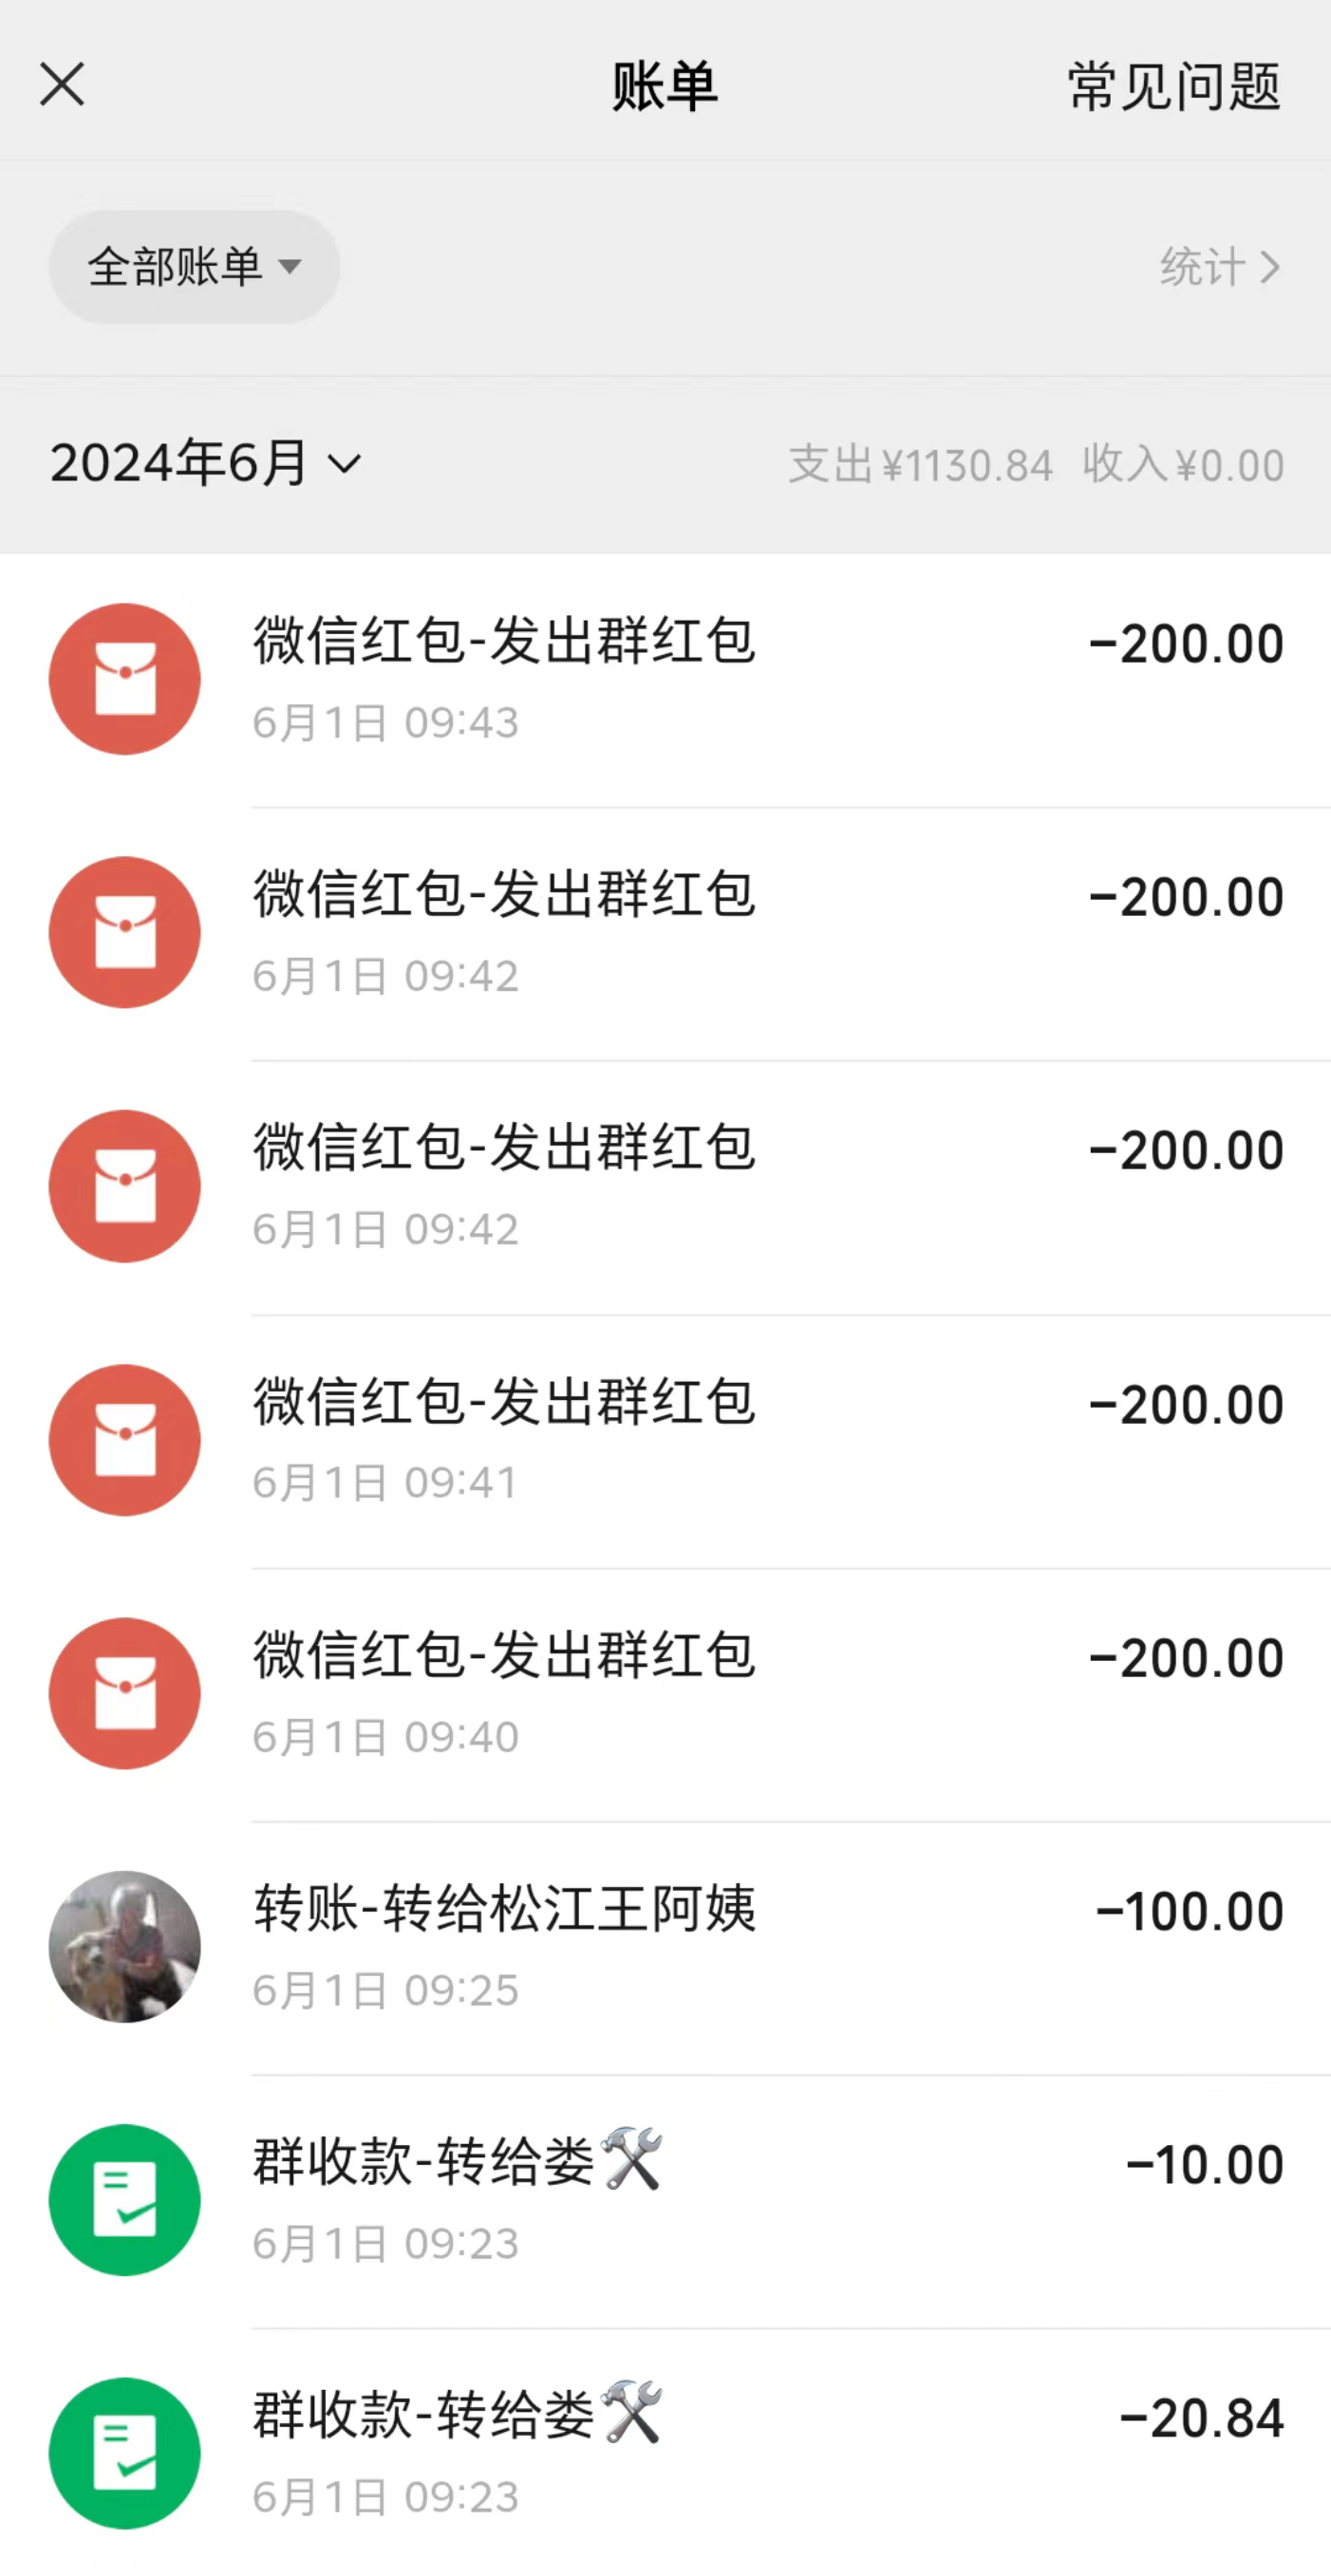 账单
常见问题
全部账单
统计
2024年6月
支出¥1130.84 收入¥0.00
微信红包-发出群红包
-200.00
6月1日 09:43
微信红包-发出群红包
-200.00
6月1日 09:42
微信红包-发出群红包
-200.00
6月1日 09:42
微信红包-发出群红包
-200.00
6月1日 09:41
微信红包-发出群红包
-200.00
6月1日 09:40
转账-转给松江王阿姨
-100.00
6月1日 09:25
群收款-转给娄🛠
-10.00
6月1日 09:23
群收款-转给娄🛠
-20.84
6月1日 09:23